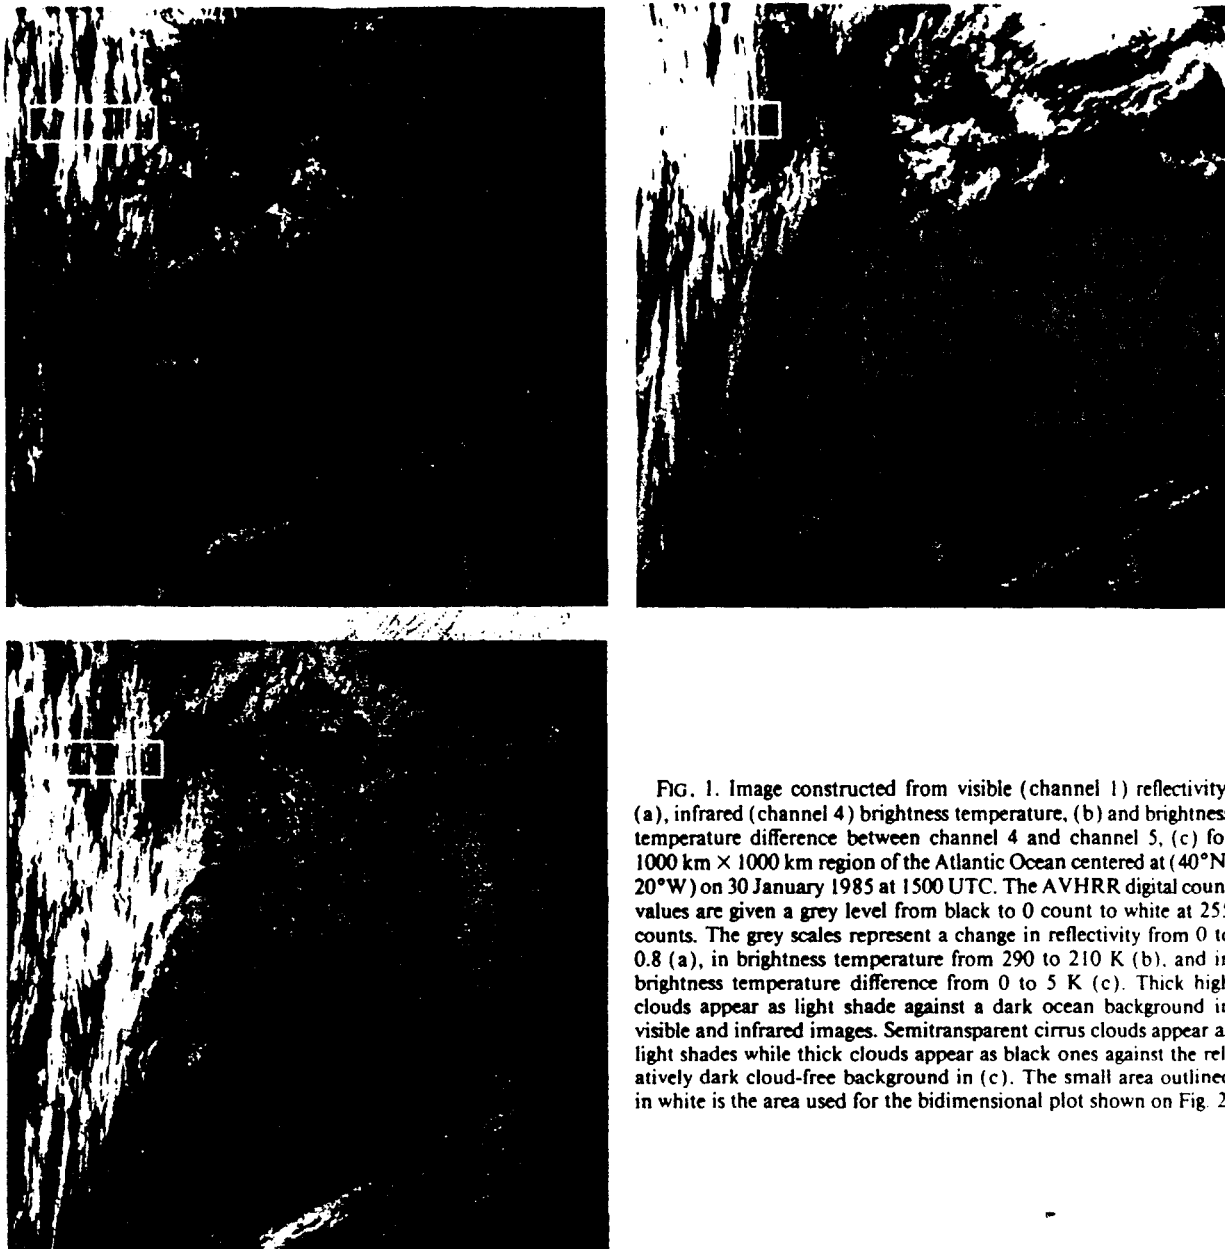 FIG. 1. Image constructed from visible (channel 1) reflectivity
(a), infrared (channel 4) brightness temperature, (b) and brightness
temperature difference between channel 4 and channel 5, (c) fo
1000 km × 1000 km region of the Atlantic Ocean centered at (40°N
20°W) on 30 January 1985 at 1500 UTC. The AVHRR digital coun
values are given a grey level from black to 0 count to white at 255
counts. The grey scales represent a change in reflectivity from 0 to
0.8 (a), in brightness temperature from 290 to 210 K (b), and in
brightness temperature difference from 0 to 5 K (c). Thick high
clouds appear as light shade against a dark ocean background in
visible and infrared images. Semitransparent cirrus clouds appear a
light shades while thick clouds appear as black ones against the rel
atively dark cloud-free background in (c). The small area outlined
in white is the area used for the bidimensional plot shown on Fig. 2